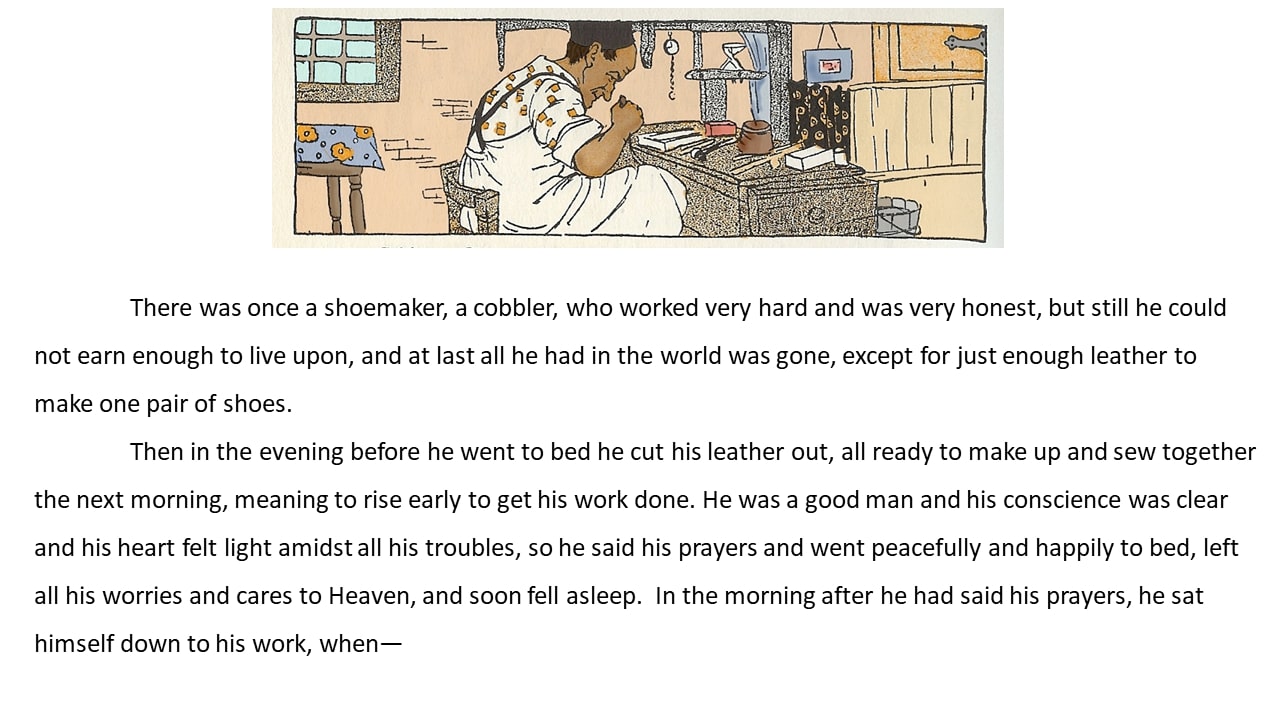 There was once a shoemaker, a cobbler, who worked very hard and was very honest, but still he could
not earn enough to live upon, and at last all he had in the world was gone, except for just enough leather to
make one pair of shoes.
Then in the evening before he went to bed he cut his leather out, all ready to make up and sew together
the next morning, meaning to rise early to get his work done. He was a good man and his conscience was clear
and his heart felt light amidst all his troubles, so he said his prayers and went peacefully and happily to bed, left
all his worries and cares to Heaven, and soon fell asleep.  In the morning after he had said his prayers, he sat
himself down to his work, when—